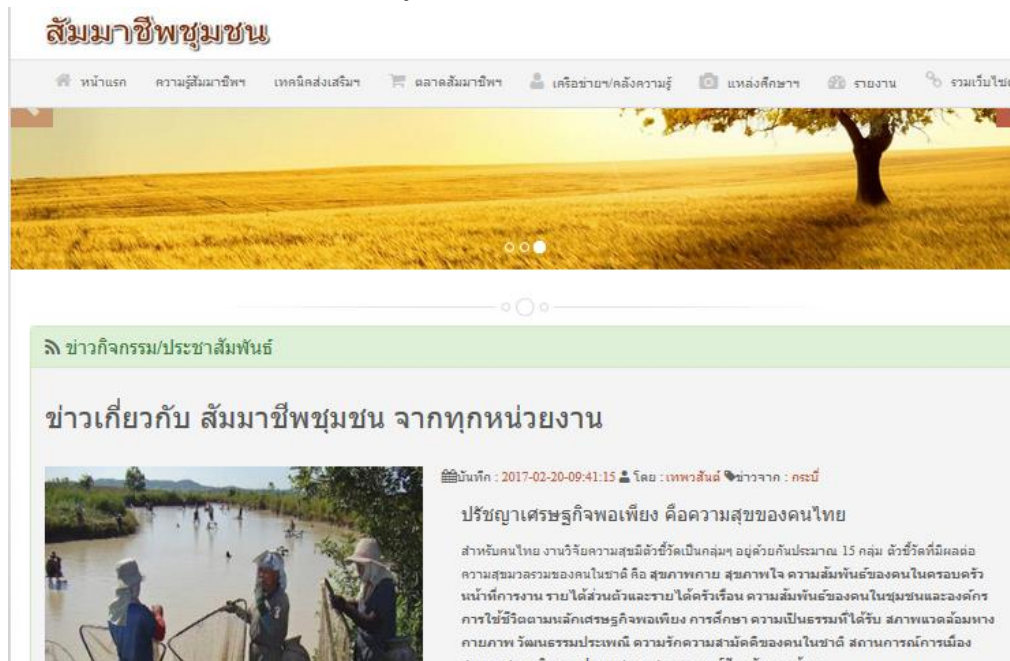 สัมมาชีพชุมชน
หน้าแรก ความรู้สัมมาชีพฯ เทคนิคส่งเสริมฯ ตลาดสัมมาชีพฯ เครือข่ายฯ/คลังความรู้ แหล่งศึกษาฯ รายงาน รวมเว็บไซต
ข่าวกิจกรรม/ประชาสัมพันธ์
ข่าวเกี่ยวกับ สัมมาชีพชุมชน จากทุกหน่วยงาน
บันทึก : 2017-02-20-09:41:15 โดย : เทพวสันต์ ข่าวจาก : กระบี่
ปรัชญาเศรษฐกิจพอเพียง คือความสุขของคนไทย
สำหรับคนไทย งานวิจัยความสุขมีตัวชี้วัดเป็นกลุ่มๆ อยู่ด้วยกันประมาณ 15 กลุ่ม ตัวชี้วัดที่มีผลต่อ
ความสุขมวลรวมของคนในชาติ คือ สุขภาพกาย สุขภาพใจ ความสัมพันธ์ของคนในครอบครัว
หน้าที่การงาน รายได้ส่วนตัวและรายได้ครัวเรือน ความสัมพันธ์ของคนในชุมชนและองค์กร
การใช้ชีวิตตามหลักเศรษฐกิจพอเพียง การศึกษา ความเป็นธรรมที่ได้รับ สภาพแวดล้อมทาง
กายภาพ วัฒนธรรมประเพณี ความรักความสามัคคีของคนในชาติ สถานการณ์การเมือง